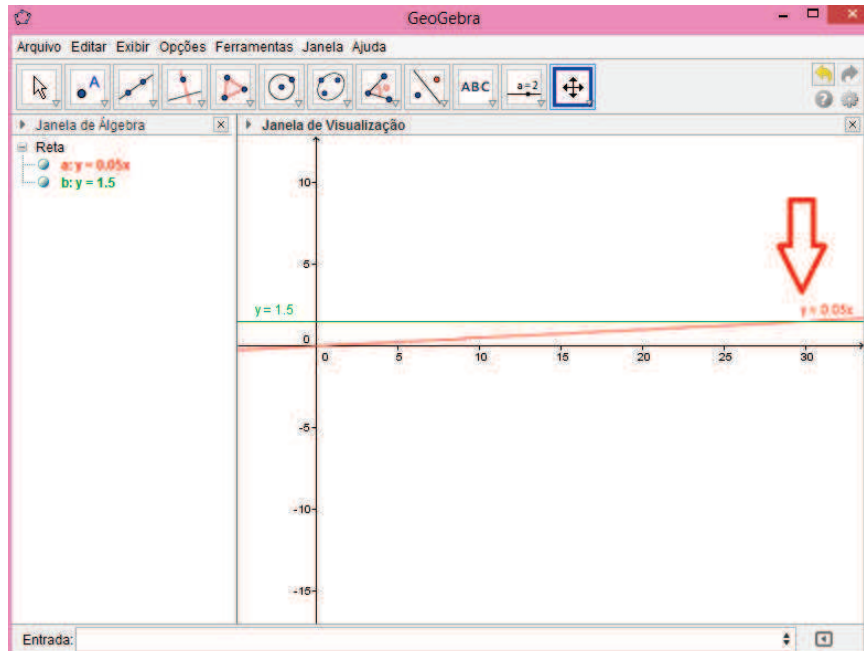 GeoGebra
Arquivo Editar Exibir Opções Ferramentas Janela Ajuda
A
ABC
a=2
Janela de Álgebra
Janela de Visualização
Reta
a: y = 0.05x
b: y = 1.5
10
5
y = 1.5
y = 0.05x
0
0 5 10 15 20 25 30
-5
-10
-15
Entrada: